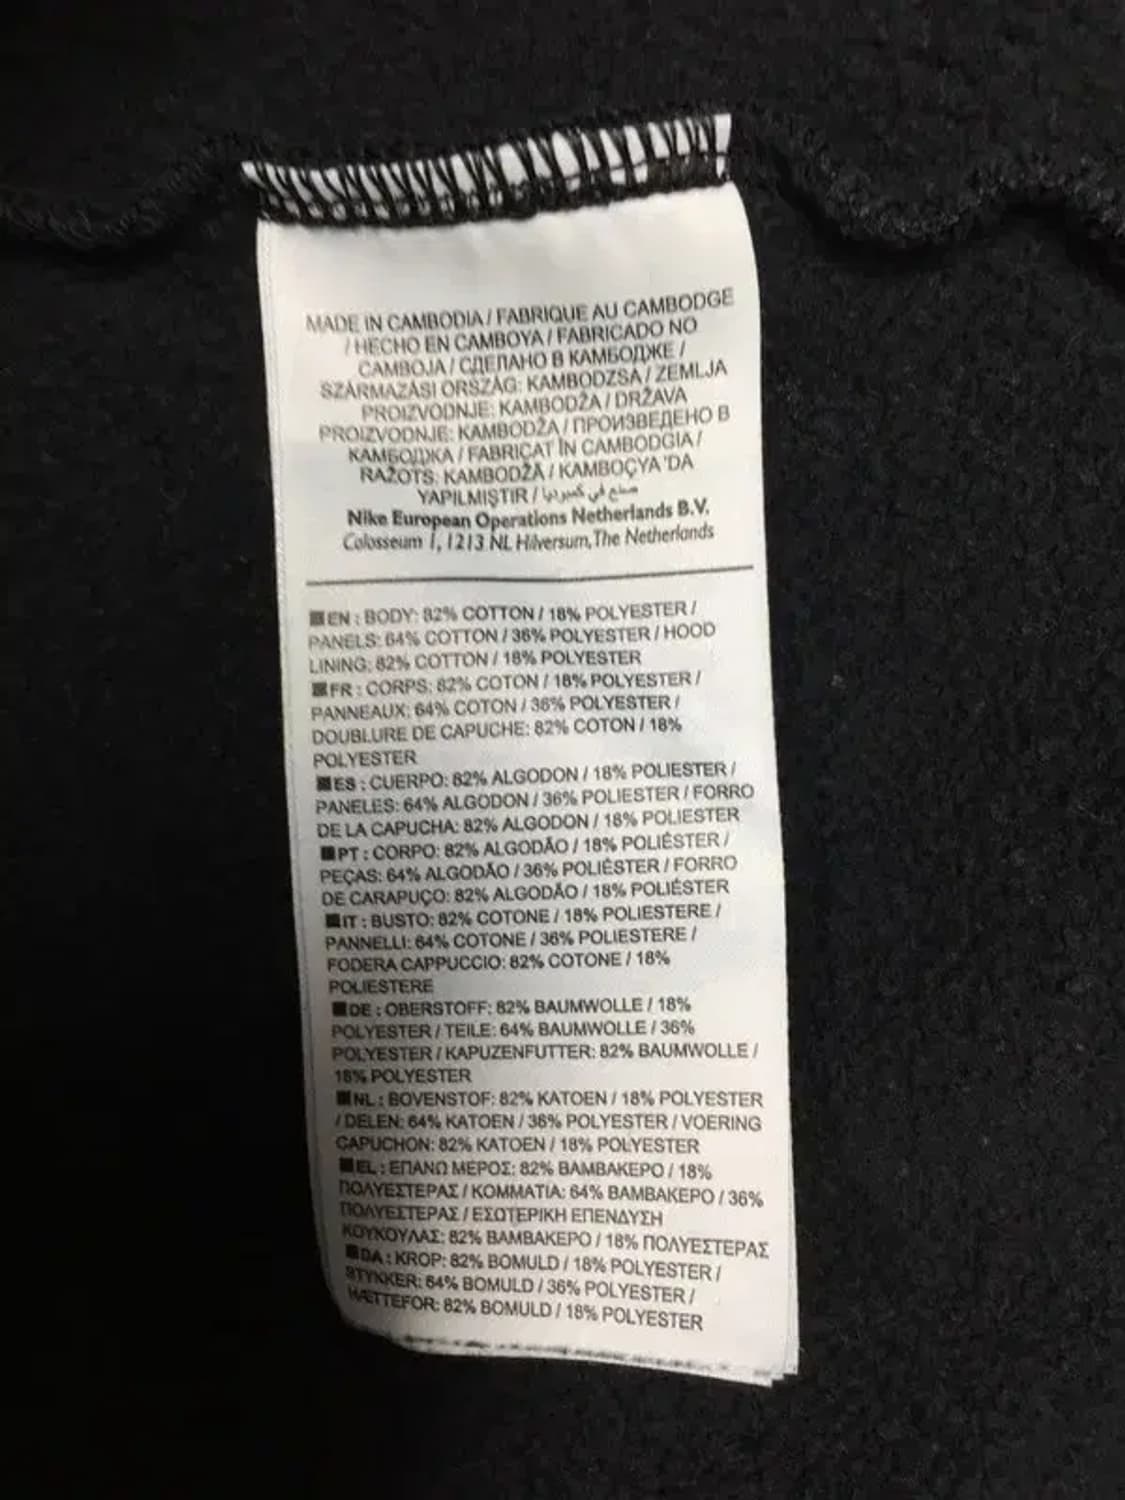 MADE IN CAMBODIA / FABRIQUE AU CAMBODGE
/ HECHO EN CAMBOYA / FABRICADO NO
CAMBOJA / СДЕЛАНО В КАМБОДЖЕ /
SZÁRMAZÁSI ORSZÁG: KAMBODZSA / ZEMLJA
PROIZVODNJE: KAMBODŽA / DRŽAVA
PROIZVODNJE: KAMBODŽA / ПРОИЗВЕДЕНО В
КАМБОДЖА / FABRICAT ÎN CAMBODGIA /
RAŽOTS: KAMBODŽĀ / KAMBOÇYA'DA
YAPILMIŞTIR / صنع في كمبوديا
Nike European Operations Netherlands B.V.
Colosseum 1, 1213 NL Hilversum, The Netherlands
EN : BODY: 82% COTTON / 18% POLYESTER /
PANELS: 64% COTTON / 36% POLYESTER / HOOD
LINING: 82% COTTON / 18% POLYESTER
FR : CORPS: 82% COTON / 18% POLYESTER /
PANNEAUX: 64% COTON / 36% POLYESTER /
DOUBLURE DE CAPUCHE: 82% COTON / 18%
POLYESTER
ES : CUERPO: 82% ALGODON / 18% POLIESTER /
PANELES: 64% ALGODON / 36% POLIESTER / FORRO
DE LA CAPUCHA: 82% ALGODON / 18% POLIESTER
PT : CORPO: 82% ALGODÃO / 18% POLIÉSTER /
PEÇAS: 64% ALGODÃO / 36% POLIÉSTER / FORRO
DE CARAPUÇO: 82% ALGODÃO / 18% POLIÉSTER
IT : BUSTO: 82% COTONE / 18% POLIESTERE /
PANNELLI: 64% COTONE / 36% POLIESTERE /
FODERA CAPPUCCIO: 82% COTONE / 18%
POLIESTERE
DE : OBERSTOFF: 82% BAUMWOLLE / 18%
POLYESTER / TEILE: 64% BAUMWOLLE / 36%
POLYESTER / KAPUZENFUTTER: 82% BAUMWOLLE /
18% POLYESTER
NL : BOVENSTOF: 82% KATOEN / 18% POLYESTER
/ DELEN: 64% KATOEN / 36% POLYESTER / VOERING
CAPUCHON: 82% KATOEN / 18% POLYESTER
EL : ΕΠΑΝΩ ΜΕΡΟΣ: 82% ΒΑΜΒΑΚΕΡΟ / 18%
ΠΟΛΥΕΣΤΕΡΑΣ / ΚΟΜΜΑΤΙΑ: 64% ΒΑΜΒΑΚΕΡΟ / 36%
ΠΟΛΥΕΣΤΕΡΑΣ / ΕΣΩΤΕΡΙΚΗ ΕΠΕΝΔΥΣΗ
ΚΟΥΚΟΥΛΑΣ: 82% ΒΑΜΒΑΚΕΡΟ / 18% ΠΟΛΥΕΣΤΕΡΑΣ
DA : KROP: 82% BOMULD / 18% POLYESTER /
STYKKER: 64% BOMULD / 36% POLYESTER /
HÆTTEFOR: 82% BOMULD / 18% POLYESTER